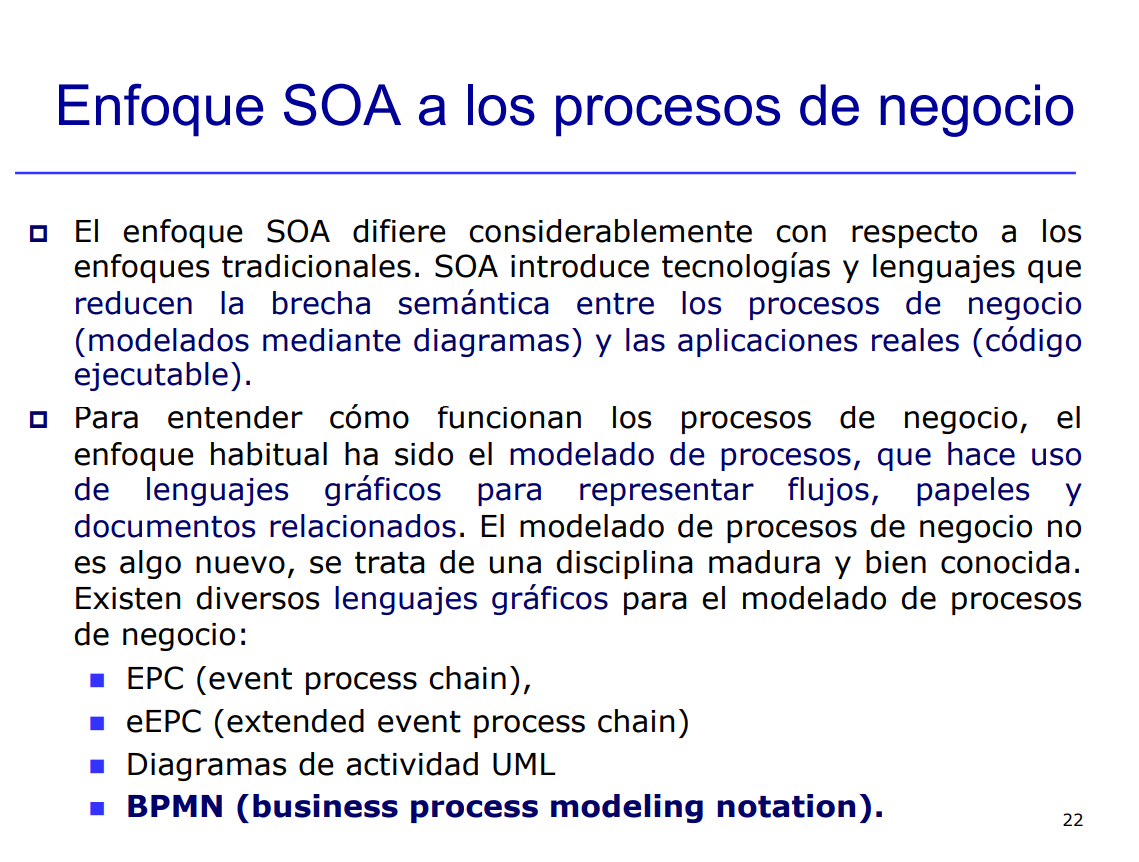 Enfoque SOA a los procesos de negocio
El enfoque SOA difiere considerablemente con respecto a los
enfoques tradicionales. SOA introduce tecnologías y lenguajes que
reducen la brecha semántica entre los procesos de negocio
(modelados mediante diagramas) y las aplicaciones reales (código
ejecutable).
Para entender cómo funcionan los procesos de negocio, el
enfoque habitual ha sido el modelado de procesos, que hace uso
de lenguajes gráficos para representar flujos, papeles y
documentos relacionados. El modelado de procesos de negocio no
es algo nuevo, se trata de una disciplina madura y bien conocida.
Existen diversos lenguajes gráficos para el modelado de procesos
de negocio:
EPC (event process chain),
eEPC (extended event process chain)
Diagramas de actividad UML
BPMN (business process modeling notation).
22